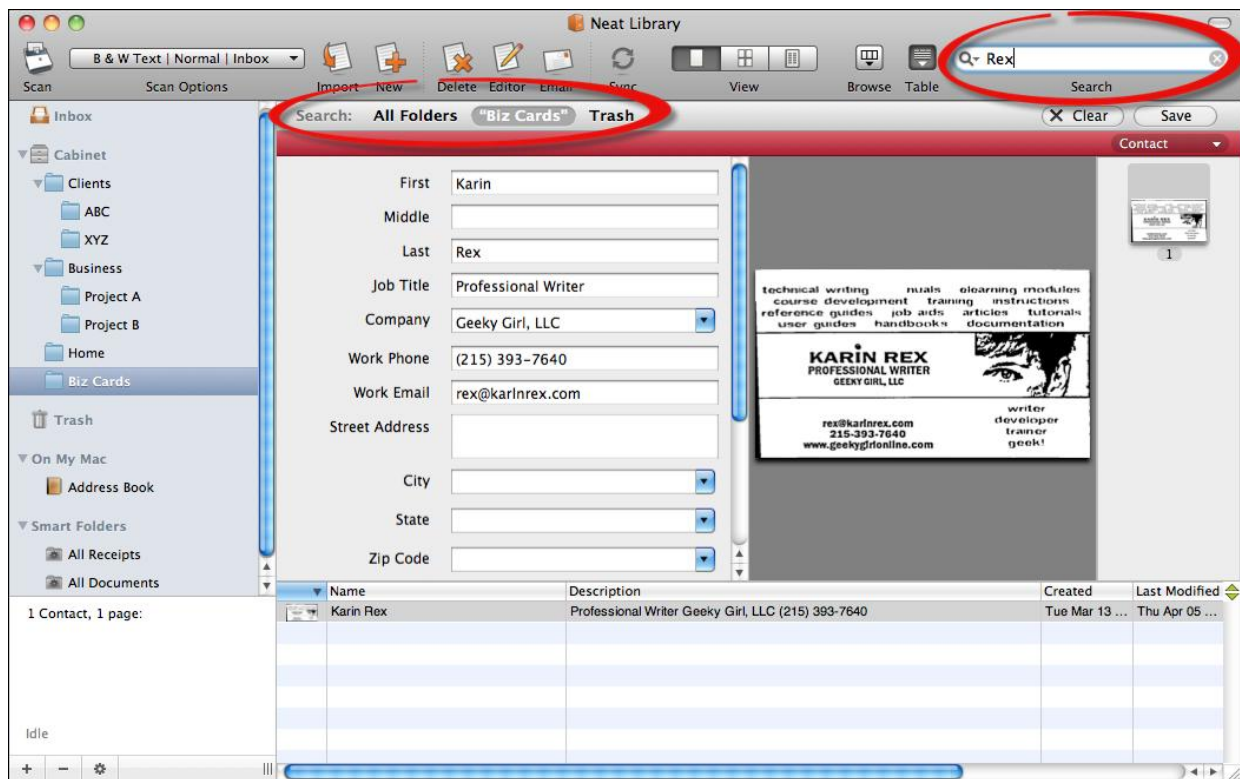 Neat Library
B & W Text | Normal | Inbox
Rex
Scan Scan Options Import New Delete Editor Email Sync View Browse Table Search
Search: All Folders "Biz Cards" Trash X Clear Save
Contact
Inbox
Cabinet
Clients
ABC
XYZ
Business
Project A
Project B
Home
Biz Cards
Trash
On My Mac
Address Book
Smart Folders
All Receipts
All Documents
1 Contact, 1 page:
Idle
First Karin
Middle
Last Rex
Job Title Professional Writer
Company Geeky Girl, LLC
Work Phone (215) 393-7640
Work Email rex@karlnrex.com
Street Address
City
State
Zip Code
technical writing nuals elearning modules
course development training instructions
reference guides job aids articles tutorials
user guides handbooks documentation
KARIN REX
PROFESSIONAL WRITER
GEEKY GIRL, LLC
rex@karlnrex.com
215-393-7640
www.geekygirlonline.com
writer
developer
trainer
geek!
1
Name Description Created Last Modified
Karin Rex Professional Writer Geeky Girl, LLC (215) 393-7640 Tue Mar 13 ... Thu Apr 05 ...